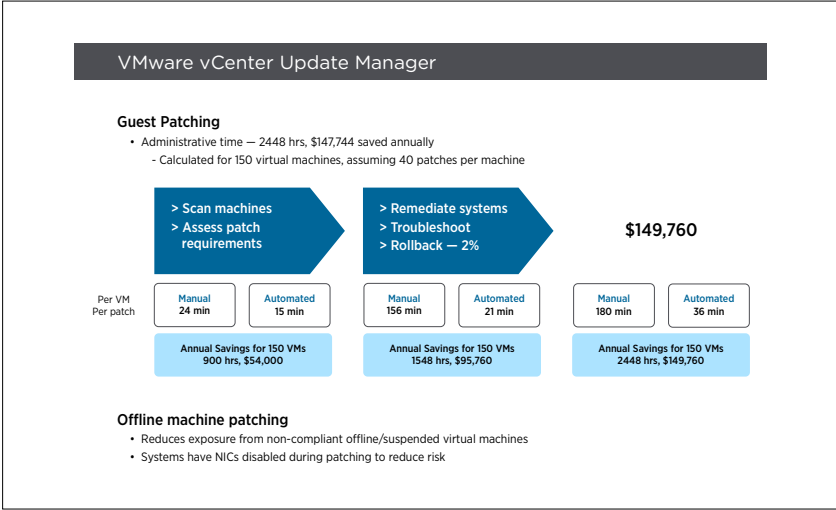 VMware vCenter Update Manager
Guest Patching
• Administrative time — 2448 hrs, $147,744 saved annually
- Calculated for 150 virtual machines, assuming 40 patches per machine
> Scan machines
> Assess patch
requirements
> Remediate systems
> Troubleshoot
> Rollback — 2%
$149,760
Per VM
Per patch
Manual
24 min
Automated
15 min
Manual
156 min
Automated
21 min
Manual
180 min
Automated
36 min
Annual Savings for 150 VMs
900 hrs, $54,000
Annual Savings for 150 VMs
1548 hrs, $95,760
Annual Savings for 150 VMs
2448 hrs, $149,760
Offline machine patching
• Reduces exposure from non-compliant offline/suspended virtual machines
• Systems have NICs disabled during patching to reduce risk